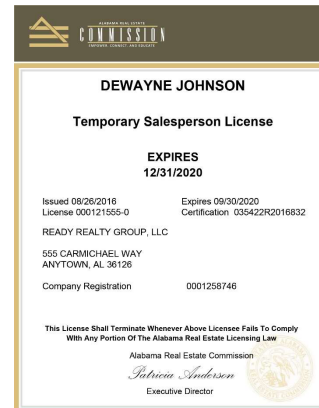 ALABAMA REAL ESTATE
COMMISSION
EMPOWER, CONNECT, AND EDUCATE
DEWAYNE JOHNSON
Temporary Salesperson License
EXPIRES
12/31/2020
Issued 08/26/2016 Expires 09/30/2020
License 000121555-0 Certification 035422R2016832
READY REALTY GROUP, LLC
555 CARMICHAEL WAY
ANYTOWN, AL 36126
Company Registration 0001258746
This License Shall Terminate Whenever Above Licensee Fails To Comply
With Any Portion Of The Alabama Real Estate Licensing Law
Alabama Real Estate Commission
Patricia Anderson
Executive Director